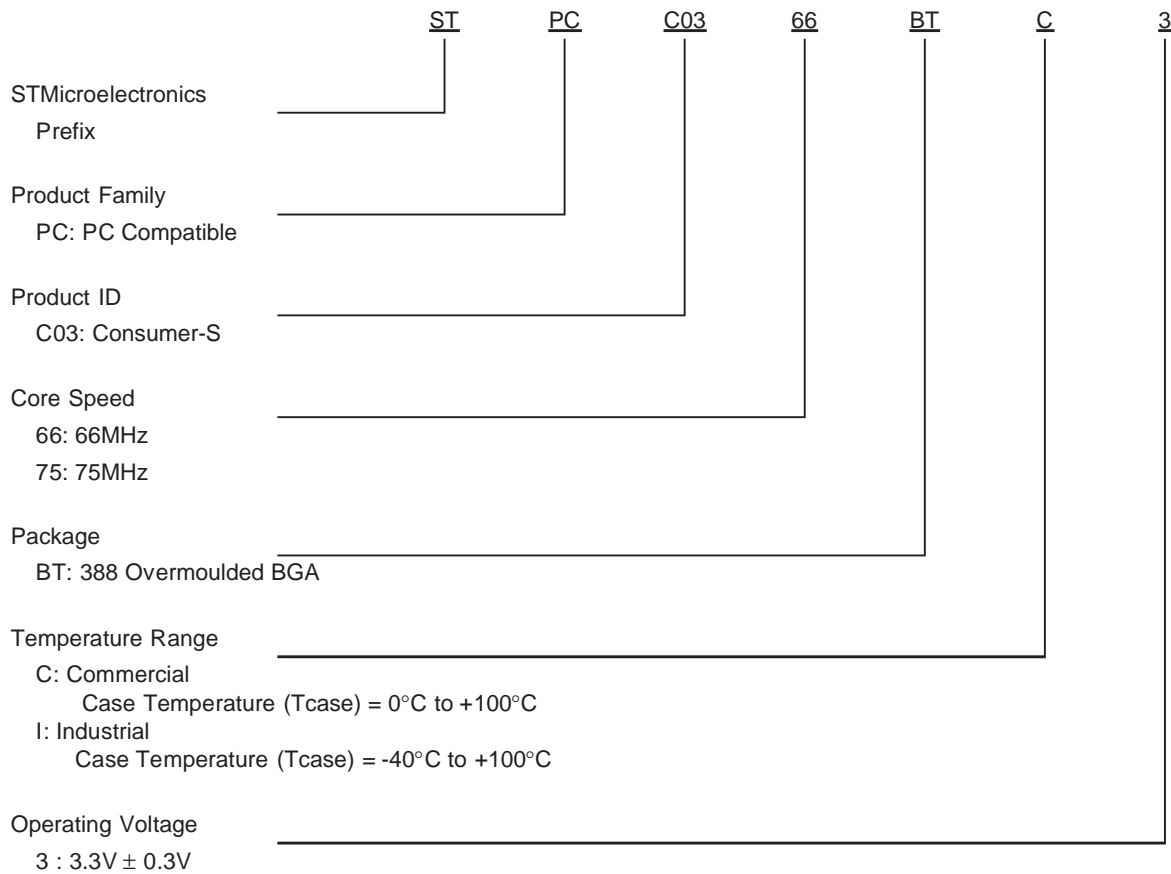 ST PC C03 66 BT C 3
STMicroelectronics
Prefix
Product Family
PC: PC Compatible
Product ID
C03: Consumer-S
Core Speed
66: 66MHz
75: 75MHz
Package
BT: 388 Overmoulded BGA
Temperature Range
C: Commercial
Case Temperature (Tcase) = 0°C to +100°C
I: Industrial
Case Temperature (Tcase) = -40°C to +100°C
Operating Voltage
3 : 3.3V ± 0.3V